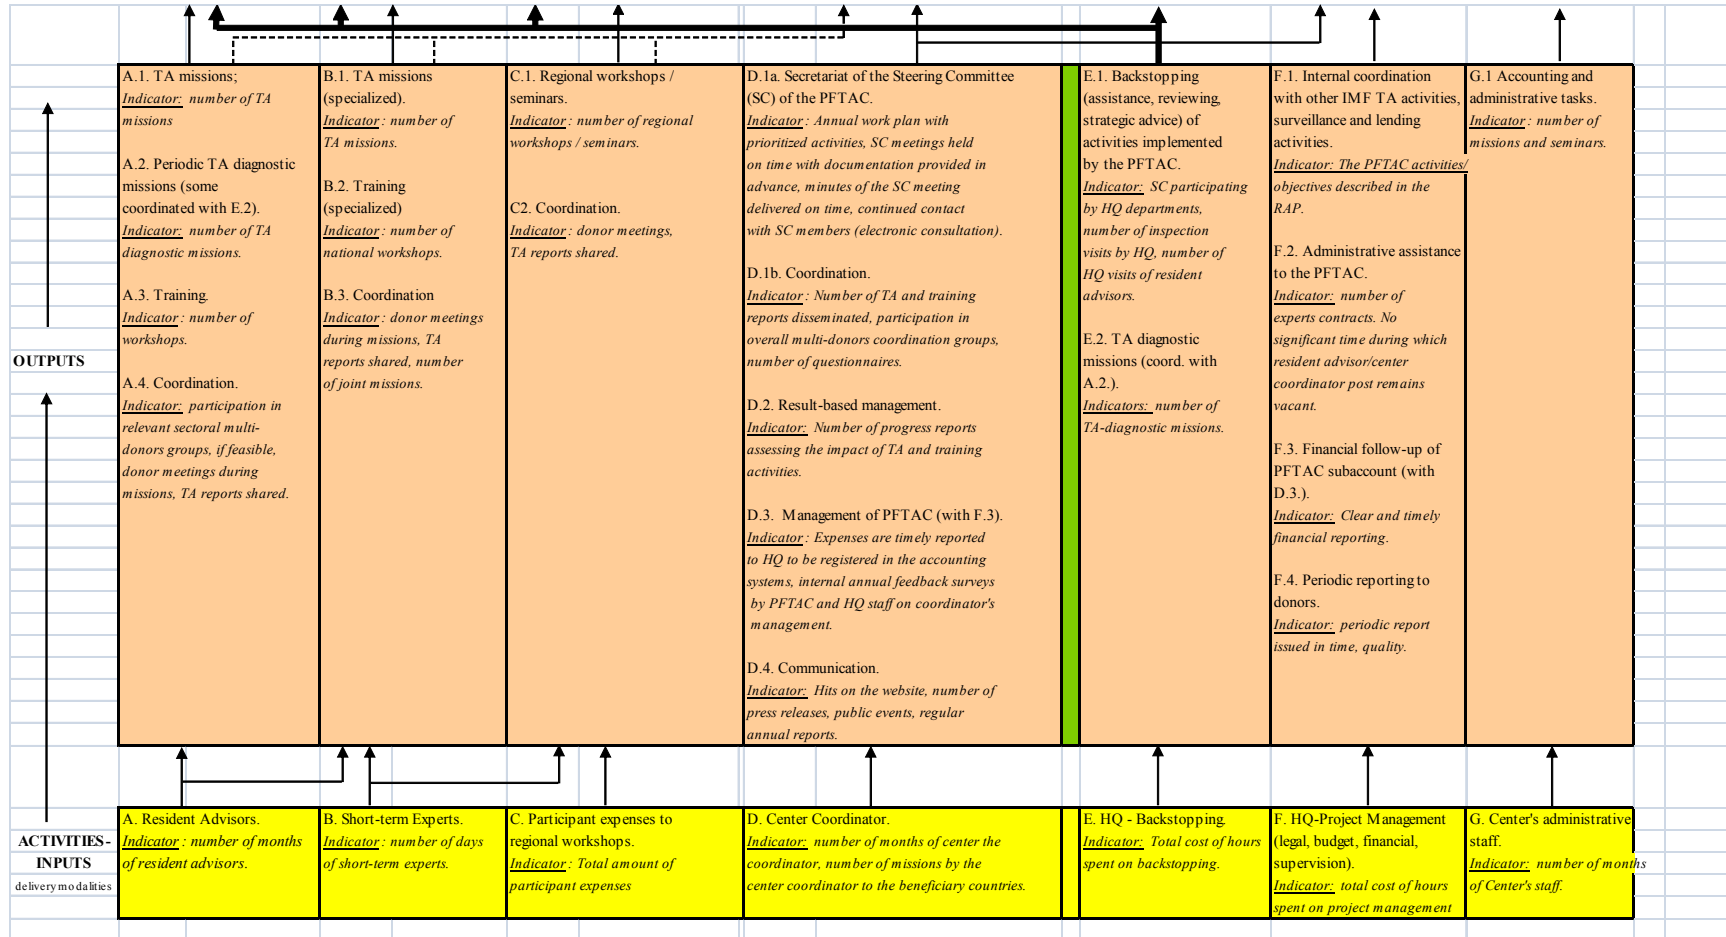 A.1. TA missions;
Indicator: number of TA
missions
A.2. Periodic TA diagnostic
missions (some
coordinated with E.2).
Indicator: number of TA
diagnostic missions.
A.3. Training.
Indicator: number of
workshops.
A.4. Coordination.
Indicator: participation in
relevant sectoral multi-
donors groups, if feasible,
donor meetings during
missions, TA reports shared.
B.1. TA missions
(specialized).
Indicator: number of
TA missions.
B.2. Training
(specialized)
Indicator: number of
national workshops.
B.3. Coordination
Indicator: donor meetings
during missions, TA
reports shared, number
of joint missions.
C.1. Regional workshops /
seminars.
Indicator: number of regional
workshops / seminars.
C2. Coordination.
Indicator: donor meetings,
TA reports shared.
D.1a. Secretariat of the Steering Committee
(SC) of the PFTAC.
Indicator: Annual work plan with
prioritized activities, SC meetings held
on time with documentation provided in
advance, minutes of the SC meeting
delivered on time, continued contact
with SC members (electronic consultation).
D.1b. Coordination.
Indicator: Number of TA and training
reports disseminated, participation in
overall multi-donors coordination groups,
number of questionnaires.
D.2. Result-based management.
Indicator: Number of progress reports
assessing the impact of TA and training
activities.
D.3. Management of PFTAC (with F.3).
Indicator: Expenses are timely reported
to HQ to be registered in the accounting
systems, internal annual feedback surveys
by PFTAC and HQ staff on coordinator's
management.
D.4. Communication.
Indicator: Hits on the website, number of
press releases, public events, regular
annual reports.
E.1. Backstopping
(assistance, reviewing,
strategic advice) of
activities implemented
by the PFTAC.
Indicator: SC participating
by HQ departments,
number of inspection
visits by HQ, number of
HQ visits of resident
advisors.
E.2. TA diagnostic
missions (coord. with
A.2.).
Indicators: number of
TA-diagnostic missions.
F.1. Internal coordination
with other IMF TA activities,
surveillance and lending
activities.
Indicator: The PFTAC activities/
objectives described in the
RAP.
F.2. Administrative assistance
to the PFTAC.
Indicator: number of
experts contracts. No
significant time during which
resident advisor/center
coordinator post remains
vacant.
F.3. Financial follow-up of
PFTAC subaccount (with
D.3.).
Indicator: Clear and timely
financial reporting.
F.4. Periodic reporting to
donors.
Indicator: periodic report
issued in time, quality.
G.1 Accounting and
administrative tasks.
Indicator: number of
missions and seminars.
OUTPUTS
ACTIVITIES-
INPUTS
delivery modalities
A. Resident Advisors.
Indicator: number of months
of resident advisors.
B. Short-term Experts.
Indicator: number of days
of short-term experts.
C. Participant expenses to
regional workshops.
Indicator: Total amount of
participant expenses
D. Center Coordinator.
Indicator: number of months of center the
coordinator, number of missions by the
center coordinator to the beneficiary countries.
E. HQ - Backstopping.
Indicator: Total cost of hours
spent on backstopping.
F. HQ-Project Management
(legal, budget, financial,
supervision).
Indicator: total cost of hours
spent on project management
G. Center's administrative
staff.
Indicator: number of months
of Center's staff.